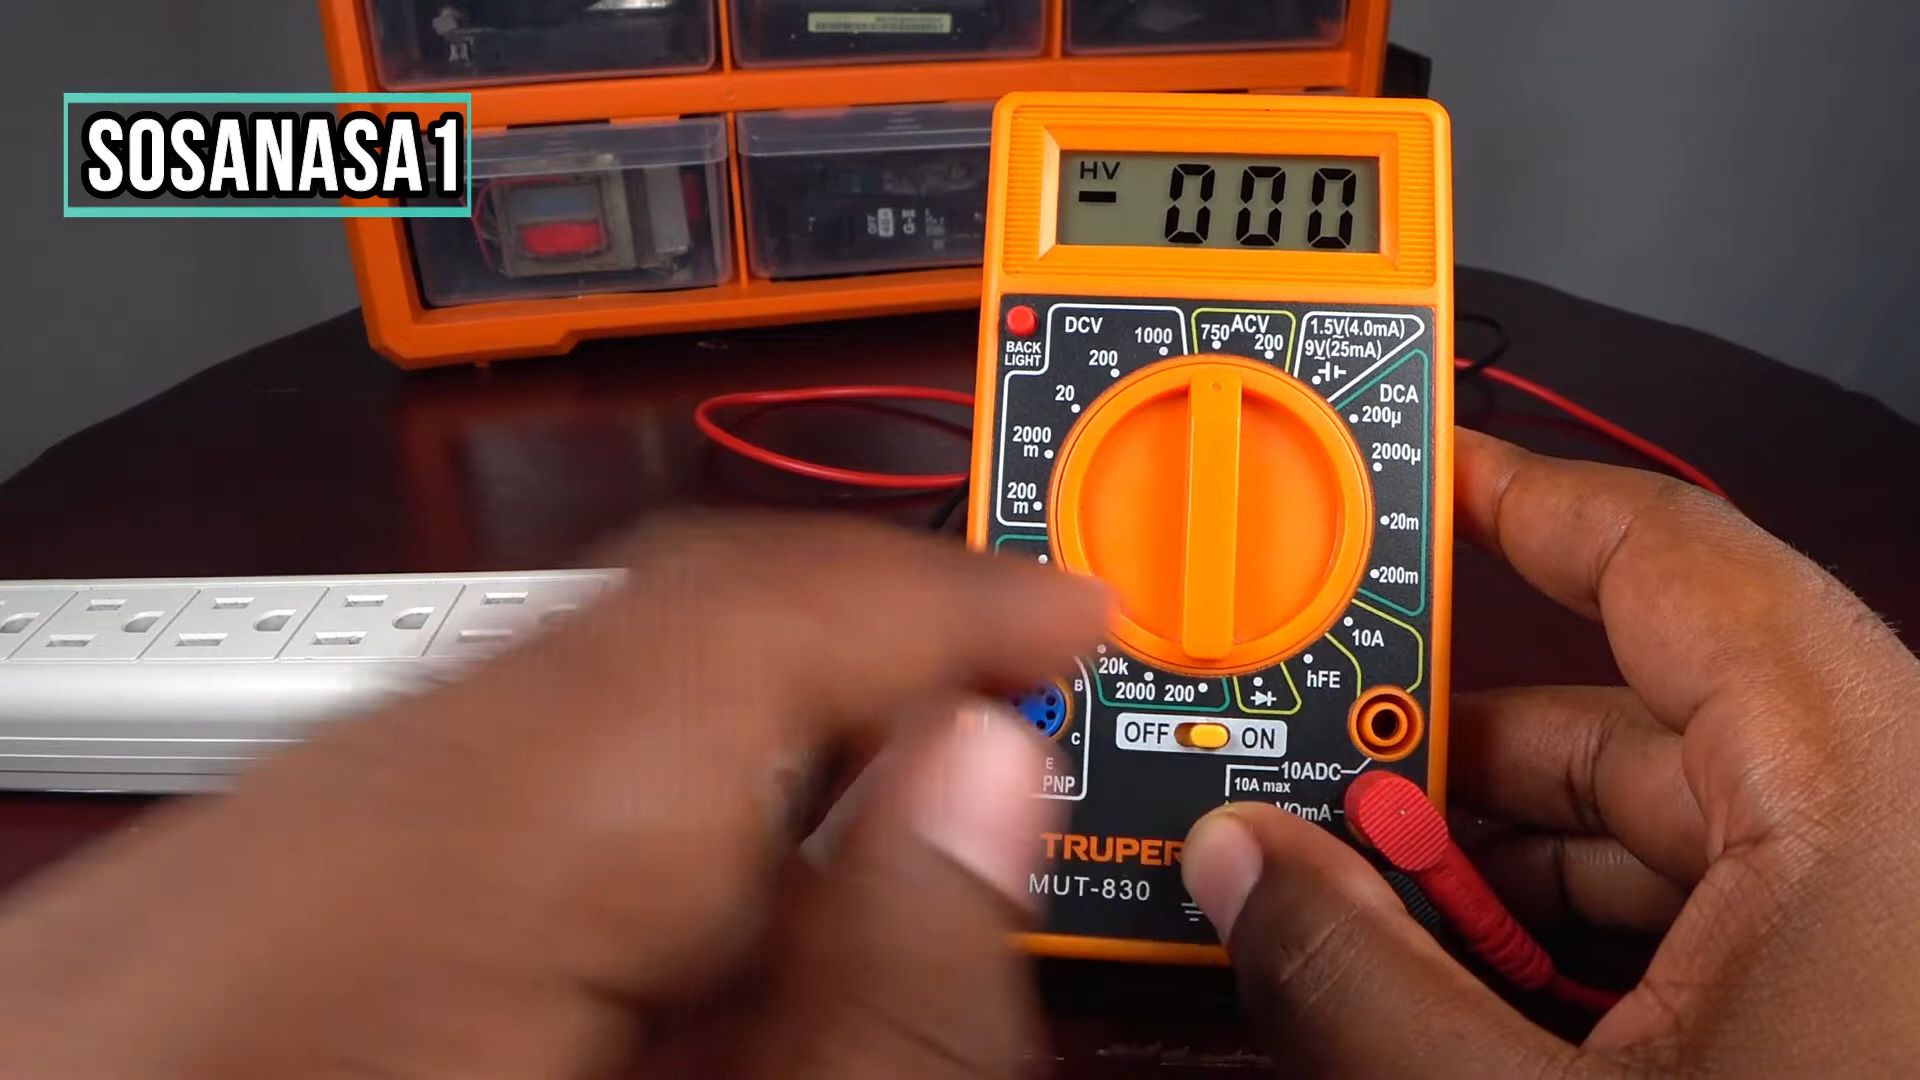 SOSANASA1
HV
- 000
BACK
LIGHT
DCV
1000
200
20
2000
m
200
m
750 ACV
200
1.5V(4.0mA)
9V(25mA)
DCA
200µ
2000µ
20m
200m
10A
hFE
20k
2000 200
B
C
E
PNP
OFF ON
10ADC
10A max
VΩmA
TRUPER
MUT-830